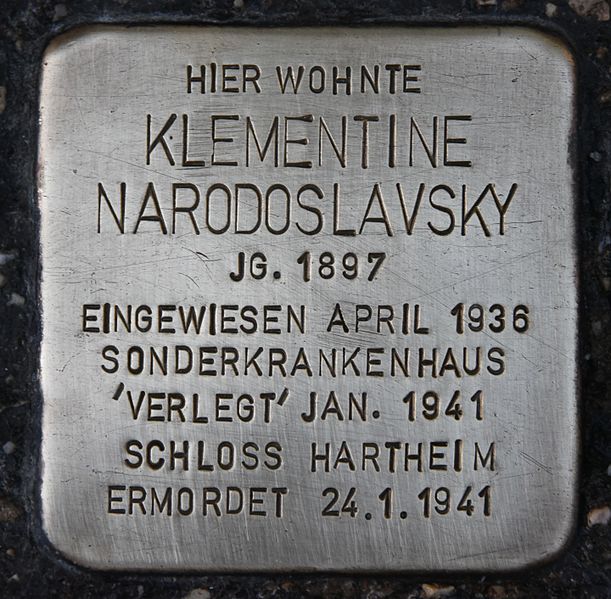 HIER WOHNTE
KLEMENTINE
NARODOSLAVSKY
JG. 1897
EINGEWIESEN APRIL 1936
SONDERKRANKENHAUS
'VERLEGT' JAN. 1941
SCHLOSS HARTHEIM
ERMORDET 24.1.1941